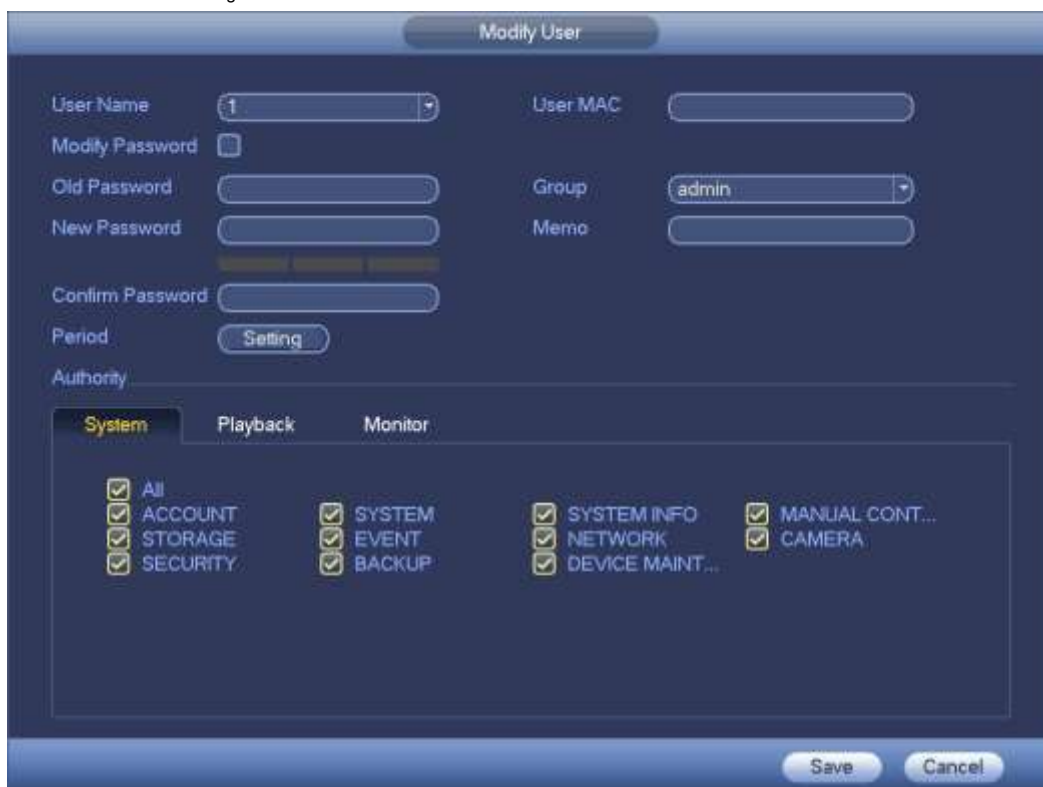 Modify User
User Name 1 User MAC
Modify Password
Old Password Group admin
New Password Memo
Confirm Password
Period Setting
Authority
System Playback Monitor
All
ACCOUNT SYSTEM SYSTEM INFO MANUAL CONT...
STORAGE EVENT NETWORK CAMERA
SECURITY BACKUP DEVICE MAINT...
Save Cancel